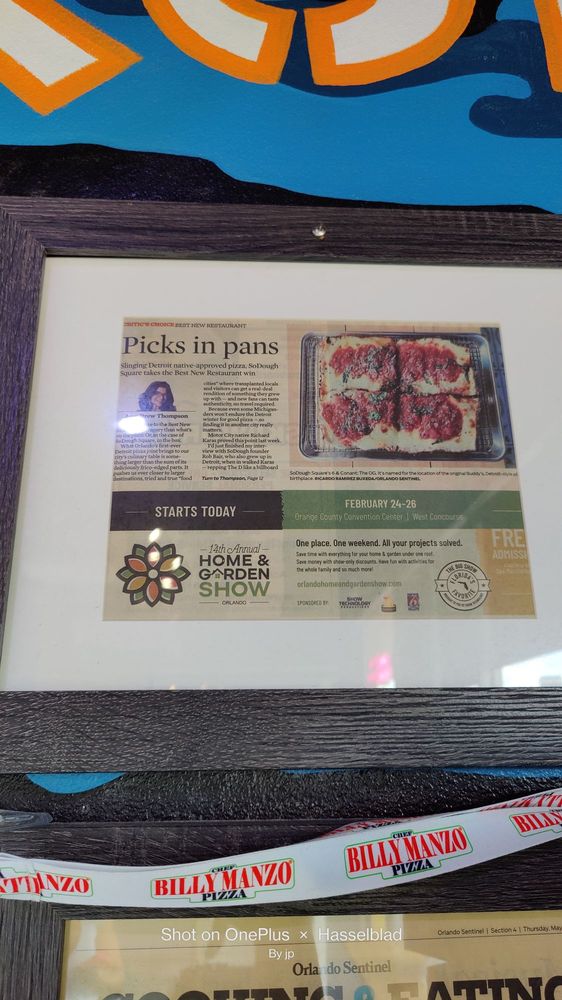 CRITIC'S CHOICE BEST NEW RESTAURANT
Picks in pans
Slinging Detroit native-approved pizza, SoDough
Square takes the Best New Restaurant win
Thompson
cities" where transplanted locals
and visitors can get a real-deal
rendition of something they grew
up with — and new fans can taste
authenticity, no travel required.
Because even some Michigan-
ders won't endure the Detroit
winter for good pizza — so
finding it in another city really
matters.
Motor City native Richard
Karas proved this point last week.
I'd just finished my inter-
view with SoDough founder
Rob Bair, who also grew up in
Detroit, when in walked Karas
— repping The D like a billboard
Turn to Thompson, Page 12
to the Best New
than what's
in the case of
SoDough Square, is the best.
What Orlando's first true
Detroit pizza joint brings to our
city's culinary table is some-
thing larger than the sum of its
deliciously frico-edged parts. It
pushes us ever closer to larger
destinations, tried and true "food
SoDough Square's 6 & Conant: The OG. It's named for the location of the original Buddy's, Detroit-style
birthplace. RICARDO RAMIREZ BUXEDA/ORLANDO SENTINEL
STARTS TODAY
FEBRUARY 24-26
Orange County Convention Center | West Concourse
14th Annual
HOME &
GARDEN
SHOW
ORLANDO
One place. One weekend. All your projects solved.
Save time with everything for your home & garden under one roof.
Save money with show-only discounts. Have fun with activities for
the whole family and so much more!
orlandohomeandgardenshow.com
SPONSORED BY:
SHOW
TECHNOLOGY
THE BIG SHOW
FLORIDA'S
FAVORITE
FREE
ADMISSION
CHEF
BILLY MANZO
PIZZA
CHEF
BILLY MANZO
PIZZA
MANZO
BILLY
Shot on OnePlus × Hasselblad
By jp
Orlando Sentinel | Section 4 | Thursday, May
Orlando Sentinel
COOKING & EATING